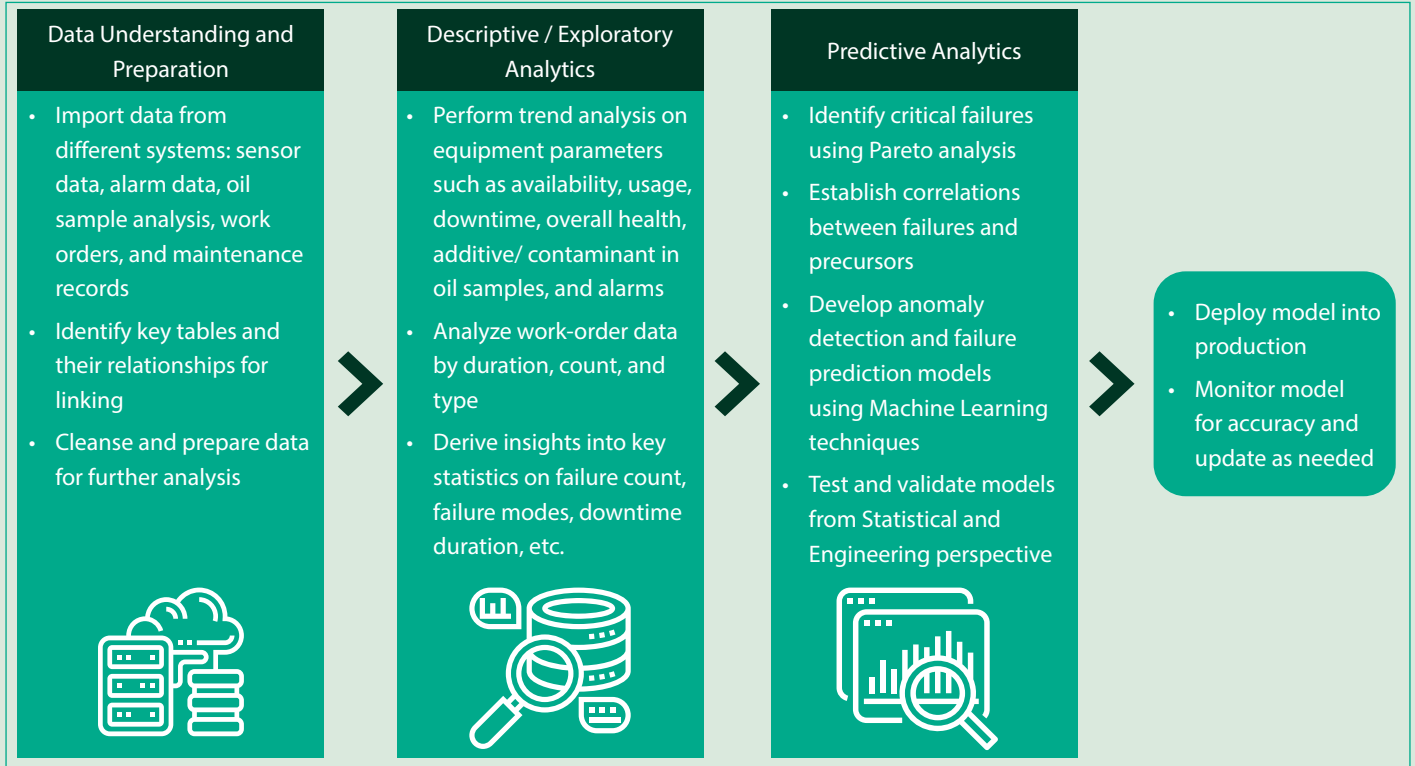 Data Understanding and
Preparation
• Import data from
different systems: sensor
data, alarm data, oil
sample analysis, work
orders, and maintenance
records
• Identify key tables and
their relationships for
linking
• Cleanse and prepare data
for further analysis
Descriptive / Exploratory
Analytics
• Perform trend analysis on
equipment parameters
such as availability, usage,
downtime, overall health,
additive/ contaminant in
oil samples, and alarms
• Analyze work-order data
by duration, count, and
type
• Derive insights into key
statistics on failure count,
failure modes, downtime
duration, etc.
Predictive Analytics
• Identify critical failures
using Pareto analysis
• Establish correlations
between failures and
precursors
• Develop anomaly
detection and failure
prediction models
using Machine Learning
techniques
• Test and validate models
from Statistical and
Engineering perspective
• Deploy model into
production
• Monitor model
for accuracy and
update as needed